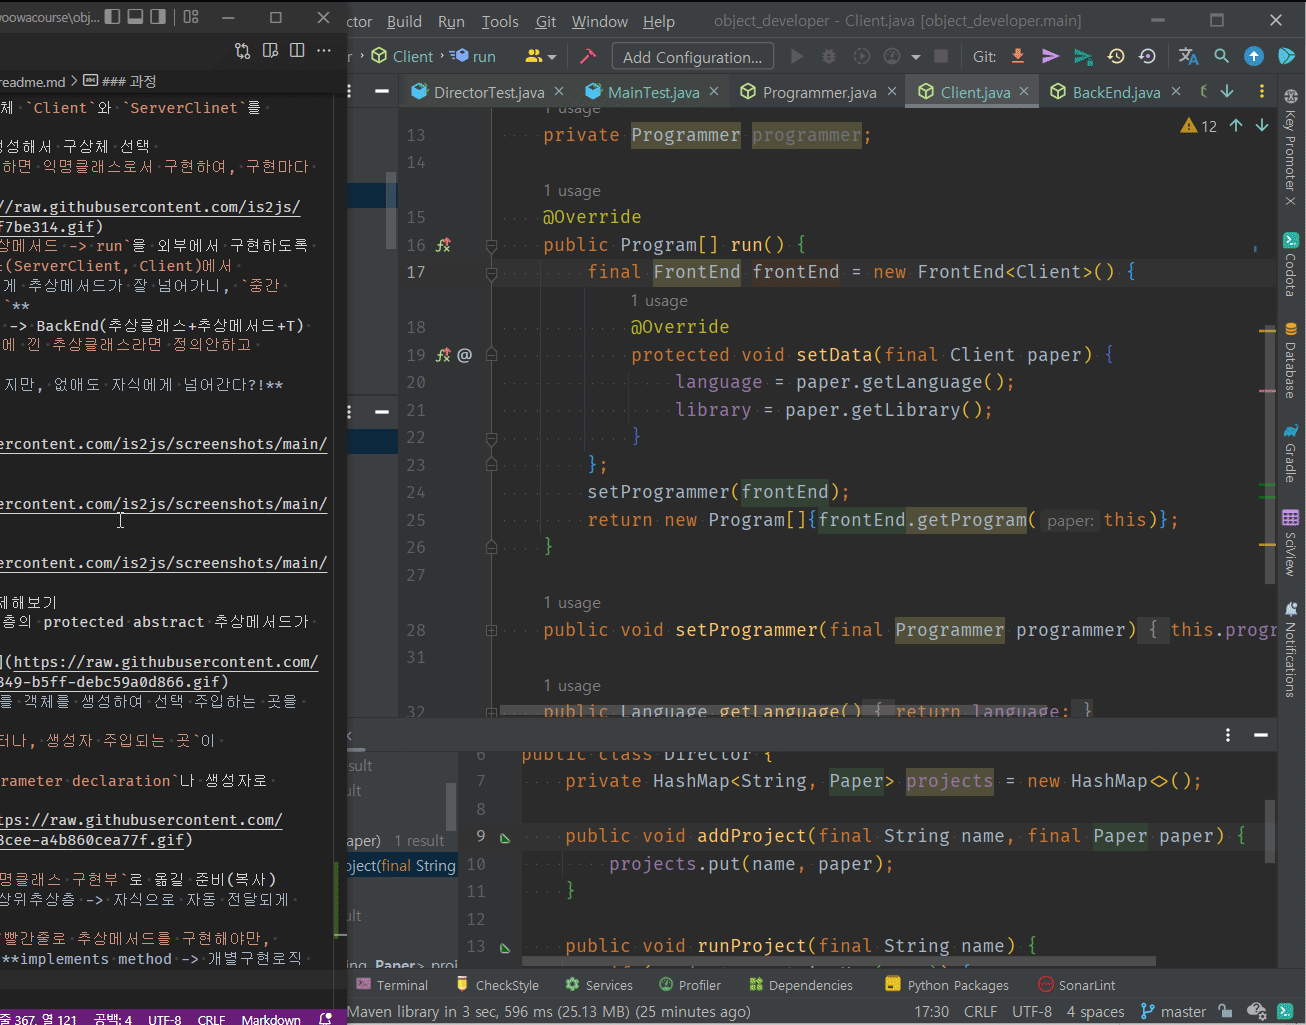 woowacourse\obj...
readme.md > ### 과정
체 `Client`와 `ServerClinet`를
생성해서 구상체 선택
하면 익명클래스로서 구현하여, 구현마다
//raw.githubusercontent.com/is2js/
f7be314.gif)
상메서드 -> run`을 외부에서 구현하도록
(ServerClient, Client)에서
게 추상메서드가 잘 넘어가니, `중간
`**
-> BackEnd(추상클래스+추상메서드+T)
에 낀 추상클래스라면 정의안하고
지만, 없애도 자식에게 넘어간다?!**
ercontent.com/is2js/screenshots/main/
ercontent.com/is2js/screenshots/main/
ercontent.com/is2js/screenshots/main/
제해보기
층의 protected abstract 추상메서드가
](https://raw.githubusercontent.com/
349-b5ff-debc59a0d866.gif)
를 객체를 생성하여 선택 주입하는 곳을
터나, 생성자 주입되는 곳`이
rameter declaration`나 생성자로
tps://raw.githubusercontent.com/
3cee-a4b860cea77f.gif)
명클래스 구현부`로 옮길 준비(복사)
상위추상층 -> 자식으로 자동 전달되게
빨간줄로 추상메서드를 구현해야만,
**implements method -> 개별구현로직
줄 367, 열 121 공백: 4 UTF-8 CRLF Markdown
ctor Build Run Tools Git Window Help object_developer - Client.java [object_developer.main]
r > Client > run Add Configuration... Git:
DirectorTest.java MainTest.java Programmer.java Client.java BackEnd.java
12
1 usage
13 private Programmer programmer;
14
1 usage
15 @Override
16 public Program[] run() {
17 final FrontEnd frontEnd = new FrontEnd<Client>() {
1 usage
18 @Override
19 @ protected void setData(final Client paper) {
20 language = paper.getLanguage();
21 library = paper.getLibrary();
22 }
23 };
24 setProgrammer(frontEnd);
25 return new Program[]{frontEnd.getProgram( paper: this)};
26 }
27
1 usage
28 public void setProgrammer(final Programmer programmer) { this.progr
31
1 usage
32 public Language getLanguage() { return language; }
Key Promoter X
Codota
Database
Gradle
SciView
Notifications
sult
ult
aper) 1 result
oject(final String
ult
ing, Paper> proj
6 public class Director {
7 private HashMap<String, Paper> projects = new HashMap<>();
8
9 public void addProject(final String name, final Paper paper) {
10 projects.put(name, paper);
11 }
12
13 public void runProject(final String name) {
Terminal CheckStyle Services Profiler Dependencies Python Packages SonarLint
Maven library in 3 sec, 596 ms (25.13 MB) (25 minutes ago) 17:30 CRLF UTF-8 4 spaces master